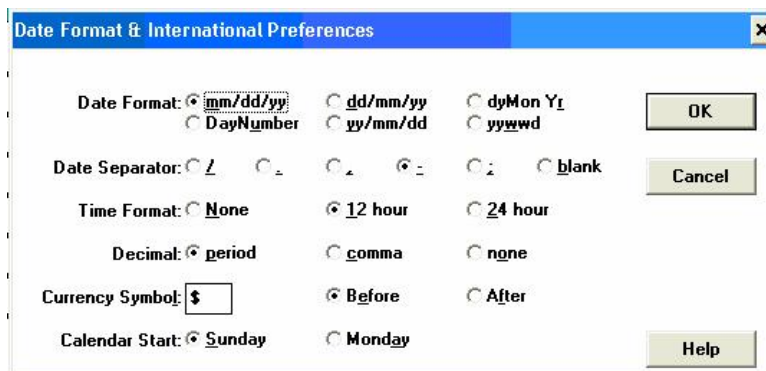 Date Format & International Preferences
Date Format: mm/dd/yy dd/mm/yy dyMon Yr OK
DayNumber yy/mm/dd yywwd
Date Separator: / . , - : blank Cancel
Time Format: None 12 hour 24 hour
Decimal: period comma none
Currency Symbol: $ Before After
Calendar Start: Sunday Monday Help